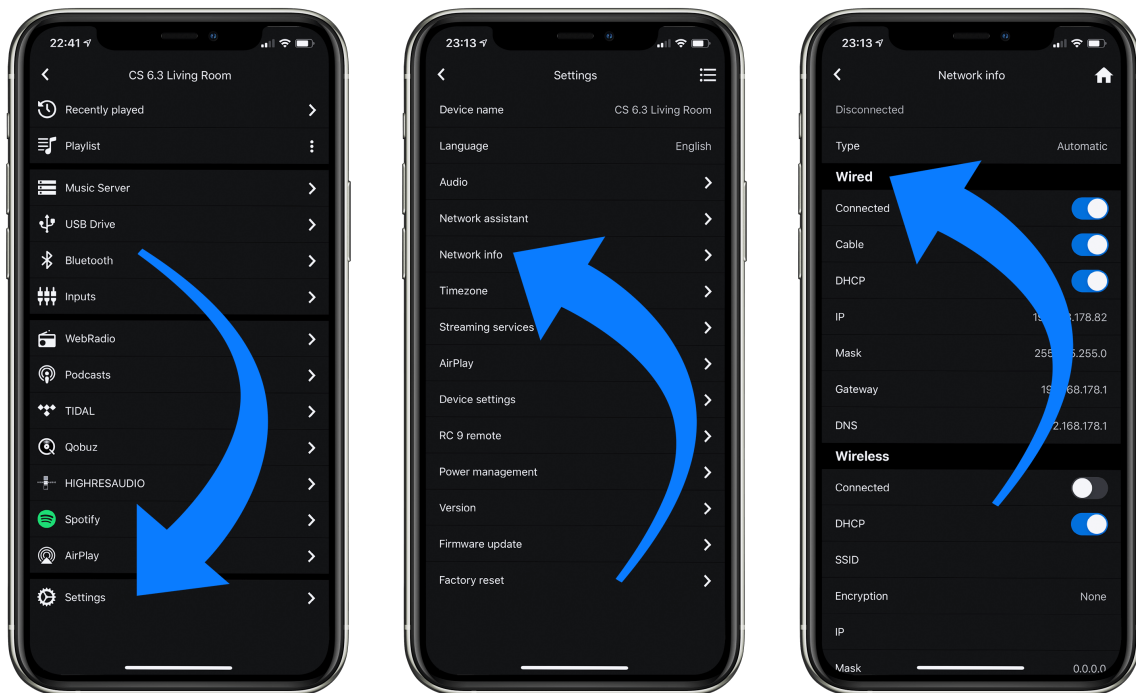 22:41
CS 6.3 Living Room
Recently played
Playlist
Music Server
USB Drive
Bluetooth
Inputs
WebRadio
Podcasts
TIDAL
Qobuz
HIGHRESAUDIO
Spotify
AirPlay
Settings
23:13
Settings
Device name CS 6.3 Living Room
Language English
Audio
Network assistant
Network info
Timezone
Streaming services
AirPlay
Device settings
RC 9 remote
Power management
Version
Firmware update
Factory reset
23:13
Network info
Disconnected
Type Automatic
Wired
Connected
Cable
DHCP
IP
Mask
Gateway
DNS
Wireless
Connected
DHCP
SSID
Encryption None
IP
Mask 0.0.0.0